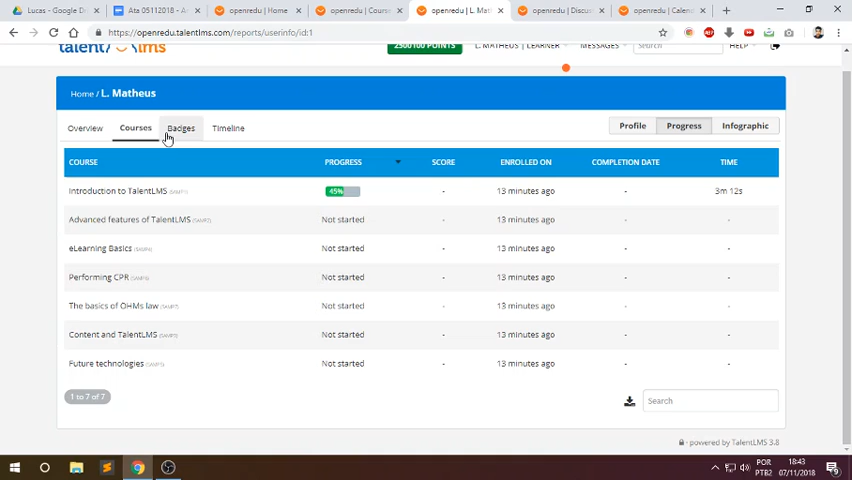 Lucas - Google D
Ata 05112018 - A
openredu | Home
openredu | Course
openredu | L. Mat
openredu | Discus
openredu | Calen
https://openredu.talentlms.com/reports/userinfo/id:1
talentlms
2500100 POINTS
L. MATHEUS | LEARNER
MESSAGES
Search
HELP
Home / L. Matheus
Overview
Courses
Badges
Timeline
Profile
Progress
Infographic
COURSE PROGRESS SCORE ENROLLED ON COMPLETION DATE TIME
Introduction to TalentLMS 45% - 13 minutes ago - 3m 12s
Advanced features of TalentLMS Not started - 13 minutes ago - -
eLearning Basics Not started - 13 minutes ago - -
Performing CPR Not started - 13 minutes ago - -
The basics of OHMs law Not started - 13 minutes ago - -
Content and TalentLMS Not started - 13 minutes ago - -
Future technologies Not started - 13 minutes ago - -
1 to 7 of 7
Search
- powered by TalentLMS 3.8
POR
PTB2
18:43
07/11/2018